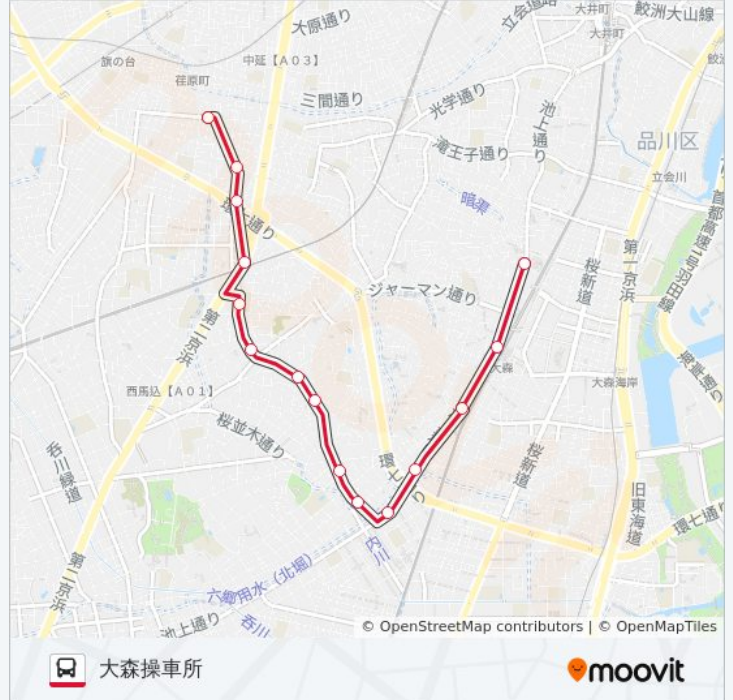 大原通り
立会道路
大井町
大井町
鮫洲大山線
旗の台
中延【A03】
荏原町
三間通り
光学通り
池上通り
滝王子通り
品川区
立会川
暗渠
首都高速1号羽田線
ジャーマン通り
桜新道
第一京浜
第二京浜
西馬込【A01】
大森
大森海岸
桜並木通り
呑川緑道
環七
桜新道
旧東海道
環七通り
内川
第二京浜
六郷用水（北堀）
池上通り
呑川
© OpenStreetMap contributors | © OpenMapTiles
大森操車所
moovit